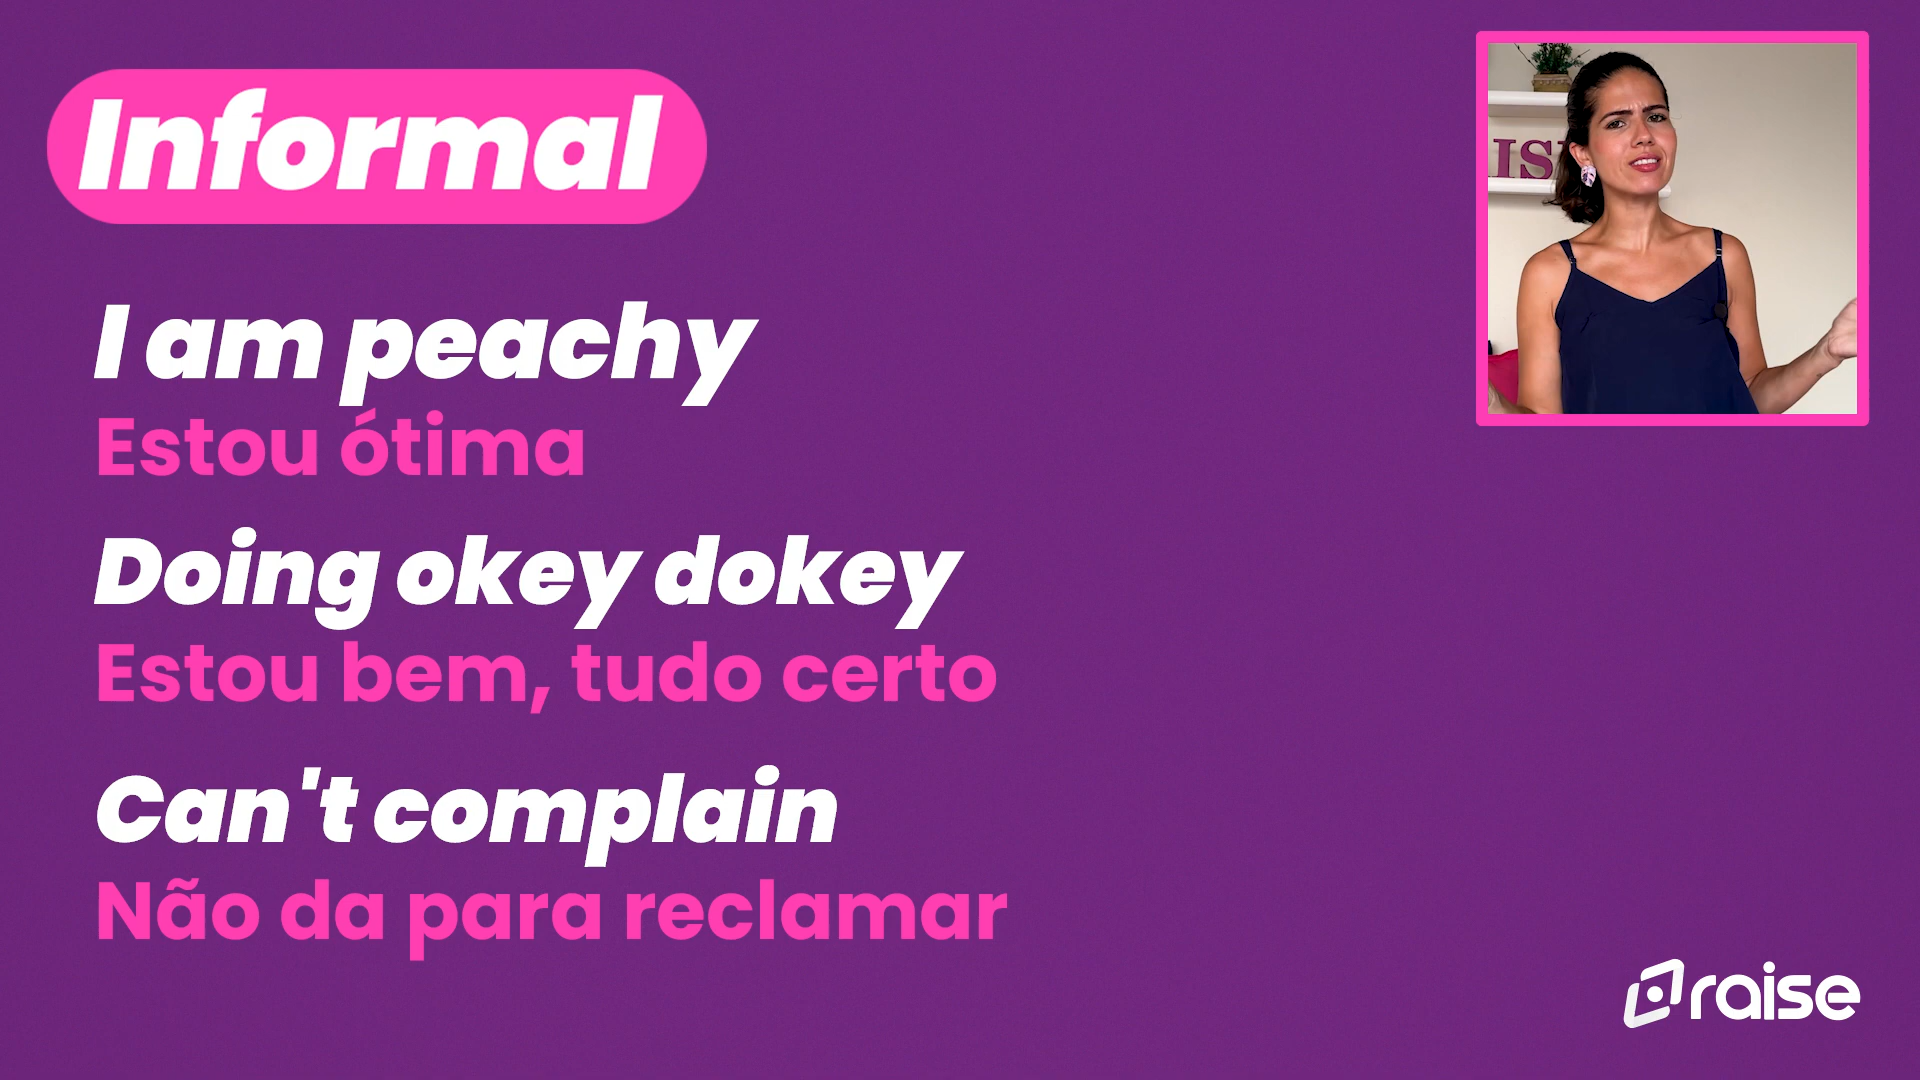 Informal
I am peachy
Estou ótima
Doing okey dokey
Estou bem, tudo certo
Can't complain
Não da para reclamar
raise